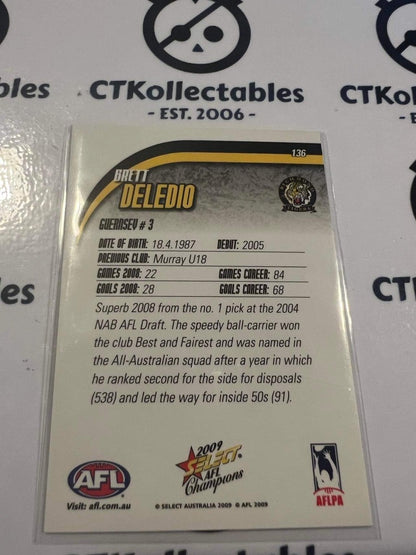 CTKollectables
- EST. 2006 -
136
BRETT
DELEDIO
GUERNSEY # 3
DATE OF BIRTH: 18.4.1987 DEBUT: 2005
PREVIOUS CLUB: Murray U18
GAMES 2008: 22 GAMES CAREER: 84
GOALS 2008: 28 GOALS CAREER: 68
Superb 2008 from the no. 1 pick at the 2004
NAB AFL Draft. The speedy ball-carrier won
the club Best and Fairest and was named
in the All-Australian squad after a year in which
he ranked second for the side for disposals
(538) and led the way for inside 50s (91).
AFL
Visit: afl.com.au
2009
SELECT
AFL
Champions
© SELECT AUSTRALIA 2009 © AFL 2009
AFLPA